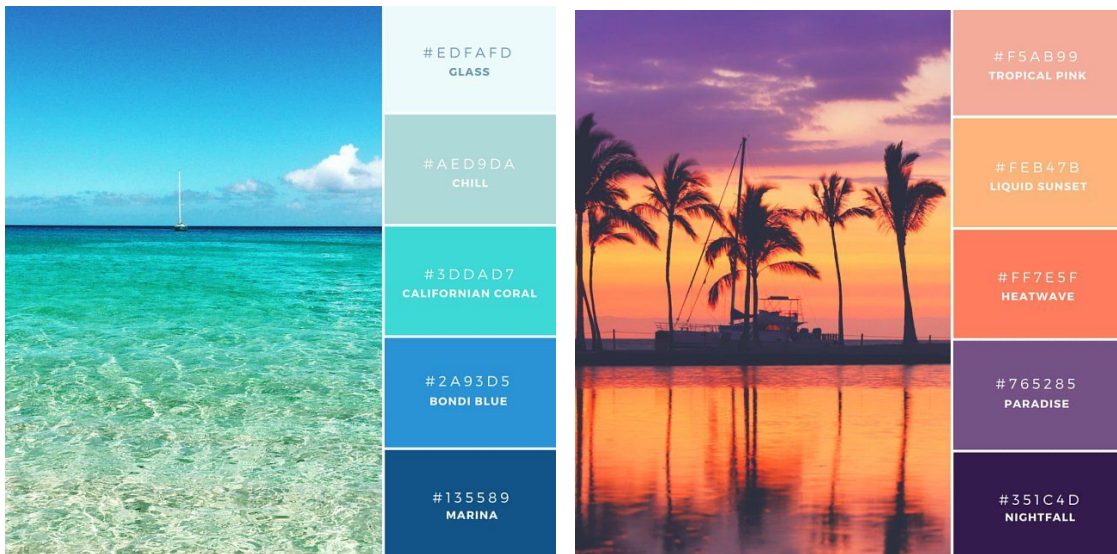 #EDFAFD
GLASS
#AED9DA
CHILL
#3DDAD7
CALIFORNIAN CORAL
#2A93D5
BONDI BLUE
#135589
MARINA
#F5AB99
TROPICAL PINK
#FEB47B
LIQUID SUNSET
#FF7E5F
HEATWAVE
#765285
PARADISE
#351C4D
NIGHTFALL